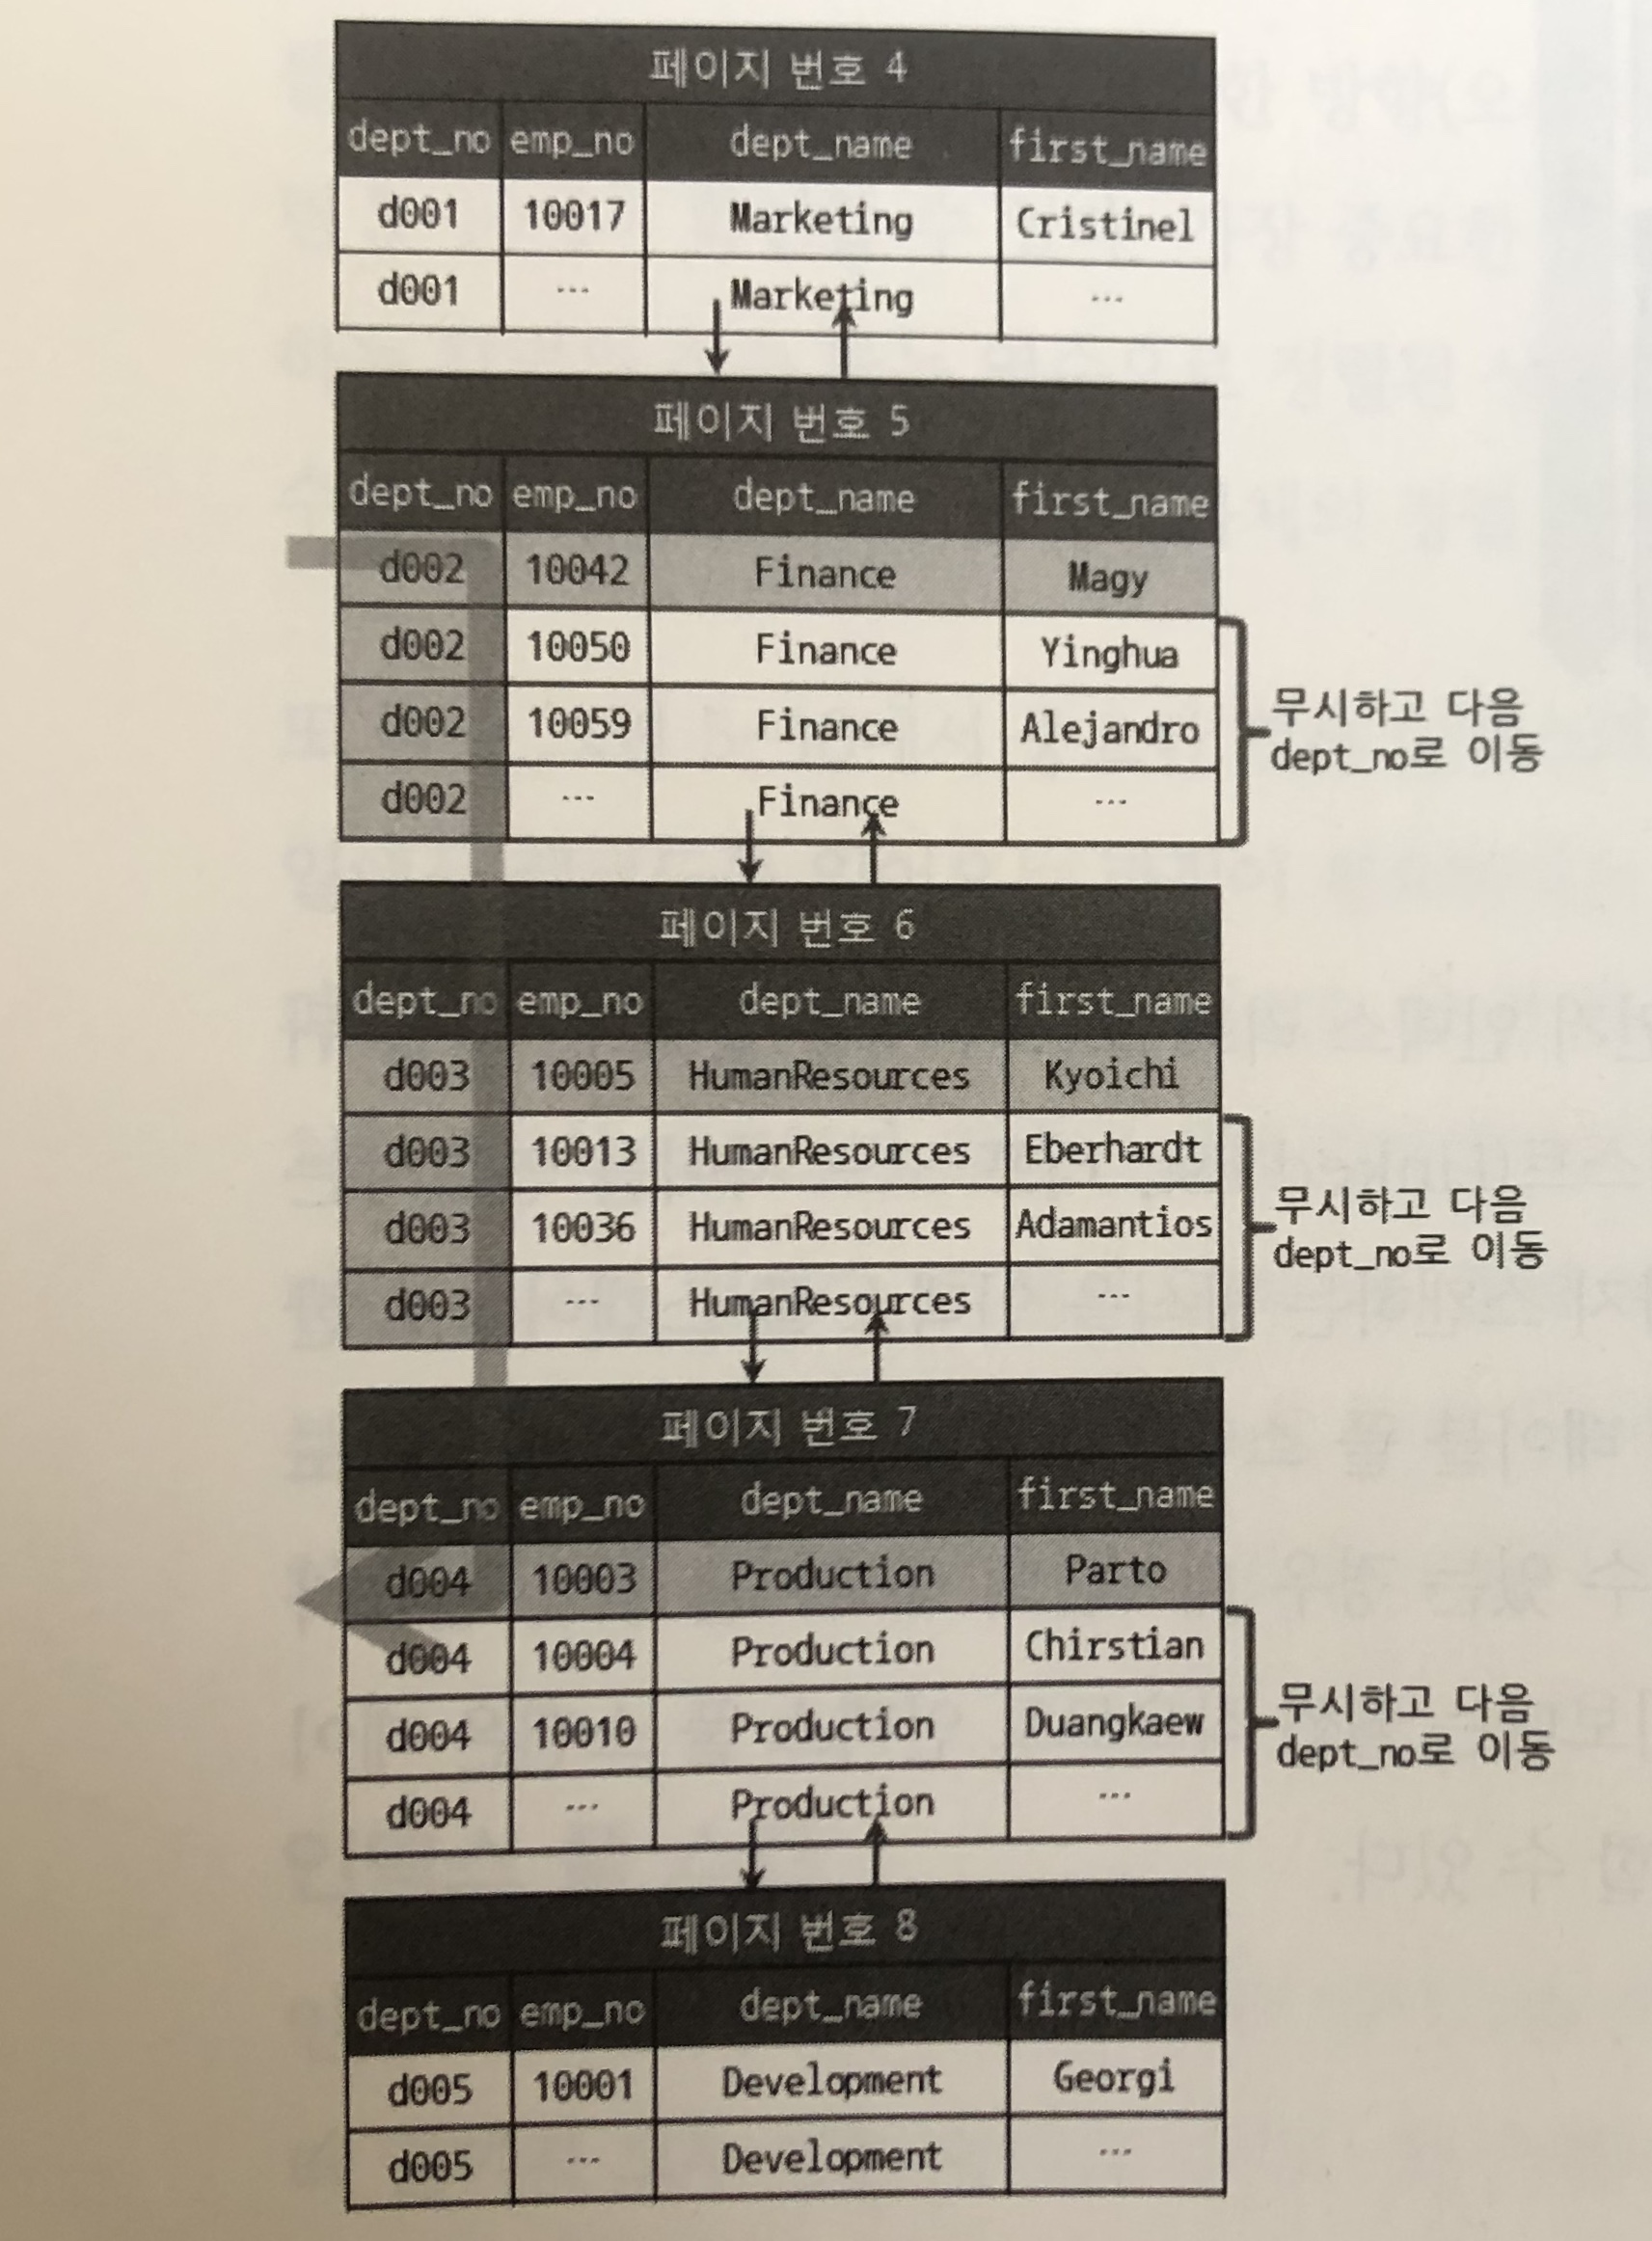 페이지 번호 4
dept_no emp_no dept_name first_name
d001 10017 Marketing Cristinel
d001 ... Marketing ...
페이지 번호 5
dept_no emp_no dept_name first_name
d002 10042 Finance Magy
d002 10050 Finance Yinghua
d002 10059 Finance Alejandro
d002 ... Finance ...
무시하고 다음
dept_no로 이동
페이지 번호 6
dept_no emp_no dept_name first_name
d003 10005 HumanResources Kyoichi
d003 10013 HumanResources Eberhardt
d003 10036 HumanResources Adamantios
d003 ... HumanResources ...
무시하고 다음
dept_no로 이동
페이지 번호 7
dept_no emp_no dept_name first_name
d004 10003 Production Parto
d004 10004 Production Chirstian
d004 10010 Production Duangkaew
d004 ... Production ...
무시하고 다음
dept_no로 이동
페이지 번호 8
dept_no emp_no dept_name first_name
d005 10001 Development Georgi
d005 ... Development ...